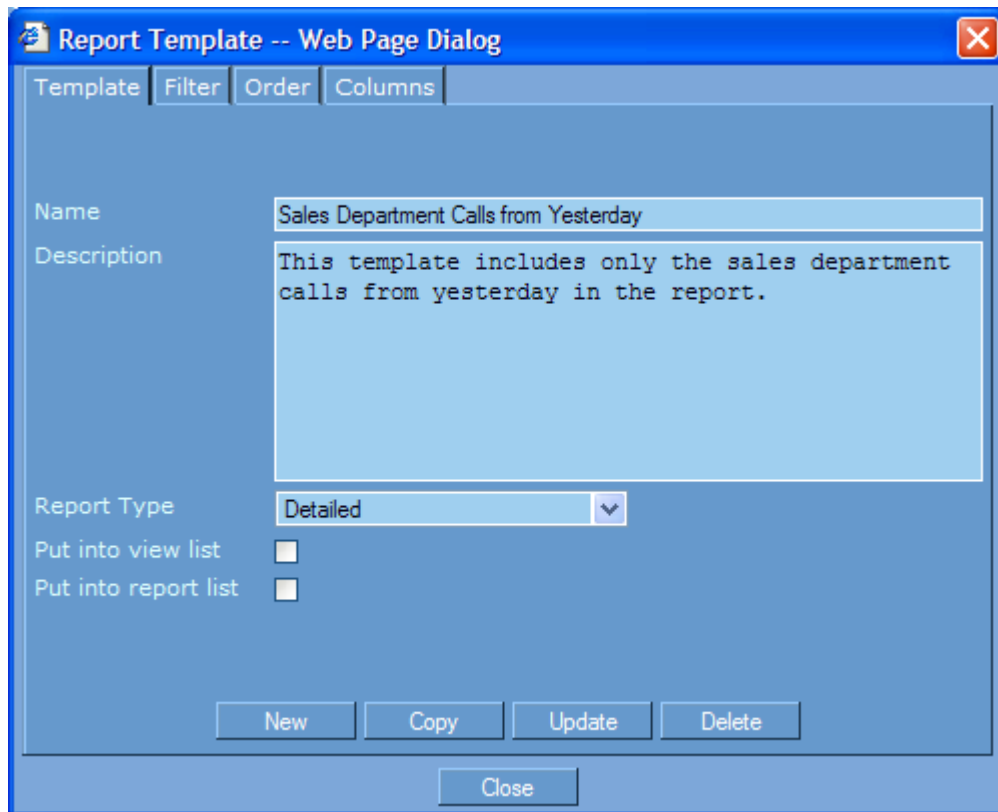 Report Template -- Web Page Dialog
Template Filter Order Columns
Name Sales Department Calls from Yesterday
Description This template includes only the sales department
calls from yesterday in the report.
Report Type Detailed
Put into view list
Put into report list
New Copy Update Delete
Close